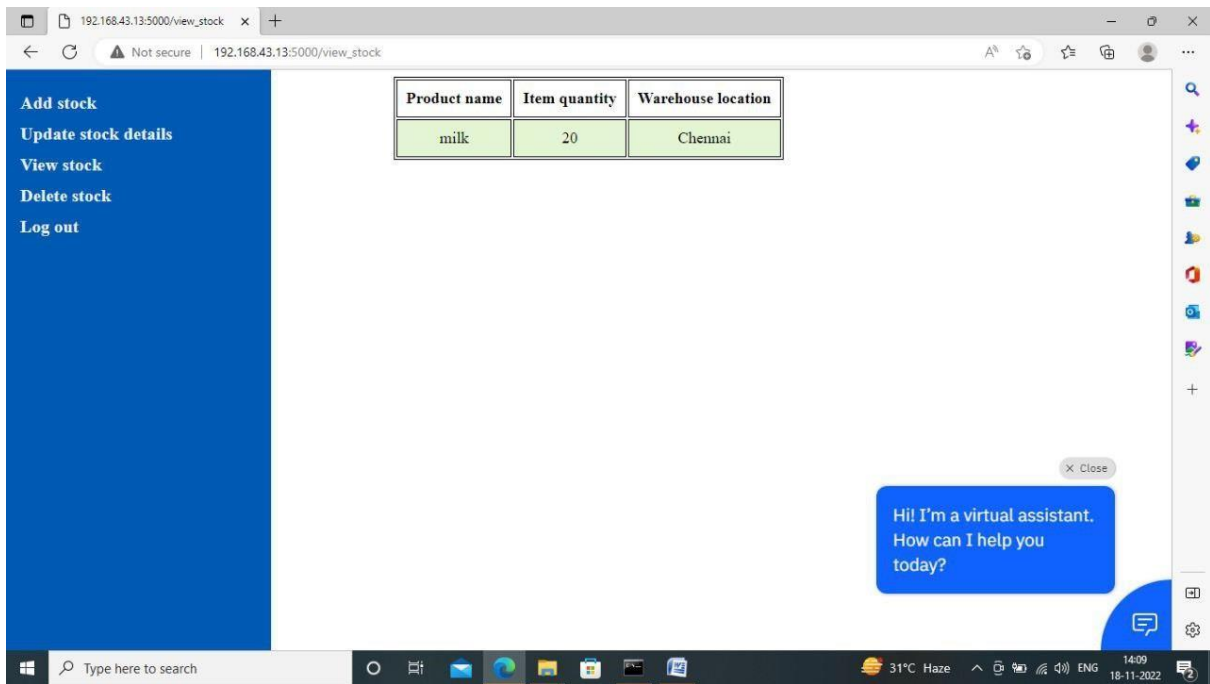 192.168.43.13:5000/view_stock
Not secure | 192.168.43.13:5000/view_stock
Add stock
Update stock details
View stock
Delete stock
Log out
Product name Item quantity Warehouse location
milk 20 Chennai
Close
Hi! I'm a virtual assistant.
How can I help you
today?
Type here to search
31°C Haze
ENG
14:09
18-11-2022
2